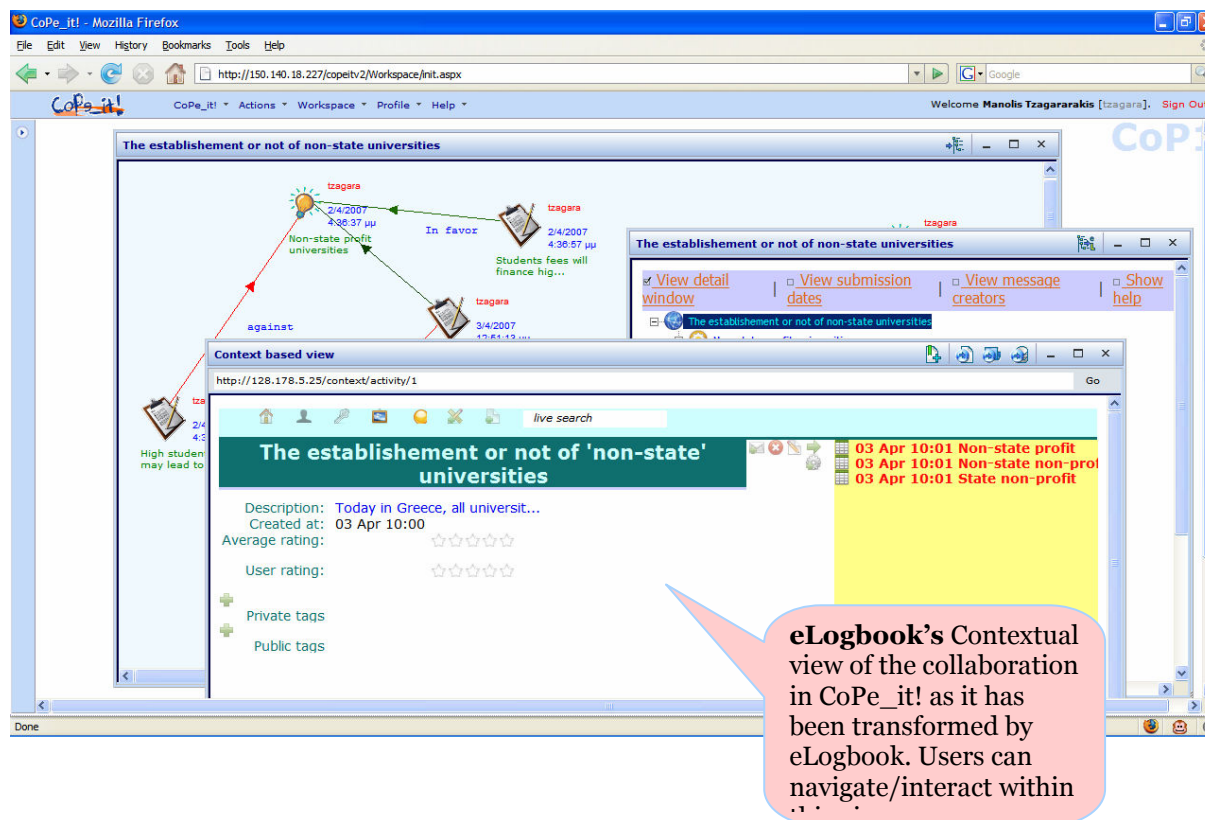 CoPe_it! - Mozilla Firefox
File Edit View History Bookmarks Tools Help
http://150.140.18.227/copeitv2/Workspace/init.aspx
Google
CoPe_it!
CoPe_it! Actions Workspace Profile Help
Welcome Manolis Tzagararakis [tzagara]. Sign Out
CoP1
The establishement or not of non-state universities
tzagara
2/4/2007
4:36:37 μμ
Non-state profit
universities
In favor
tzagara
2/4/2007
4:36:57 μμ
Students fees will
finance hig...
tzagara
3/4/2007
against
tzagara
The establishement or not of non-state universities
View detail window | View submission dates | View message creators | Show help
The establishement or not of non-state universities
High studen
may lead to
Context based view
http://128.178.5.25/context/activity/1
Go
live search
The establishement or not of 'non-state'
universities
03 Apr 10:01 Non-state profit
03 Apr 10:01 Non-state non-prof
03 Apr 10:01 State non-profit
Description: Today in Greece, all universit...
Created at: 03 Apr 10:00
Average rating:
User rating:
Private tags
Public tags
eLogbook’s Contextual
view of the collaboration
in CoPe_it! as it has
been transformed by
eLogbook. Users can
navigate/interact within
Done